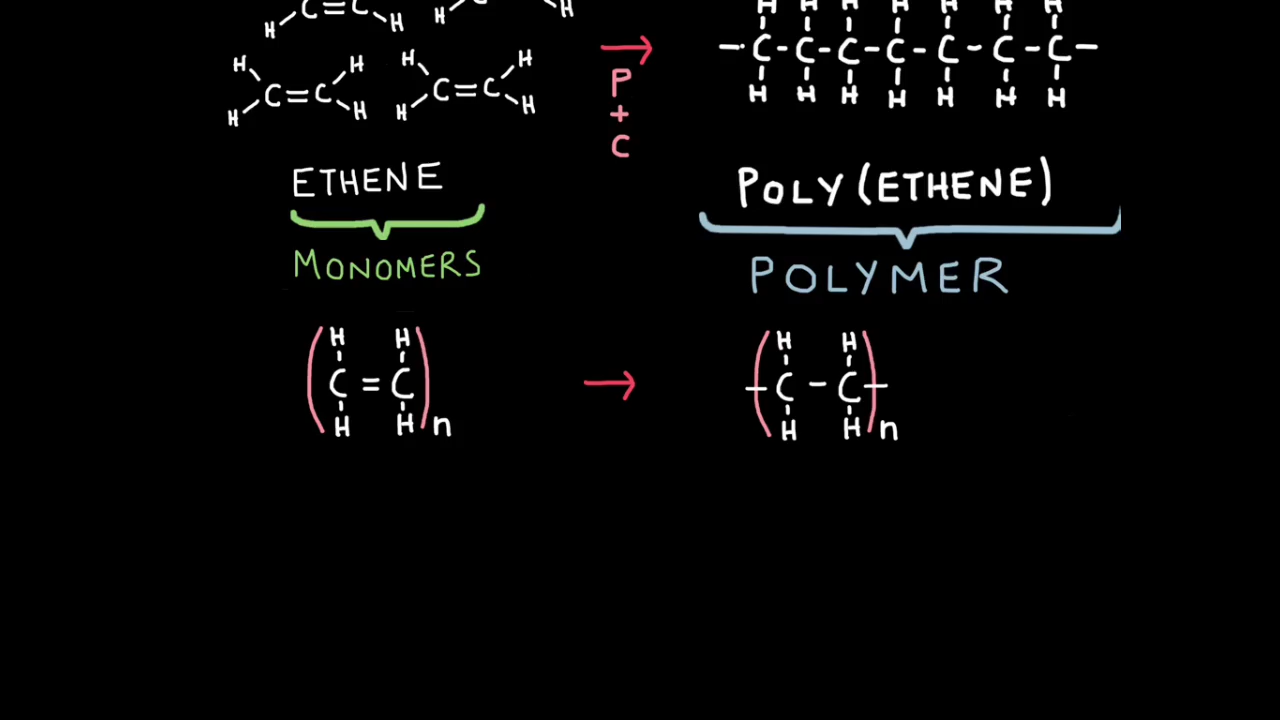 H C = C H H
H H
H H H H H H H
H H H H
C = C C = C
H H H H
- C - C - C - C - C - C - C -
H H H H H H H
P
+
C
ETHENE
POLY (ETHENE)
MONOMERS
POLYMER
H H
C = C
H H n
H H
- C - C -
H H n